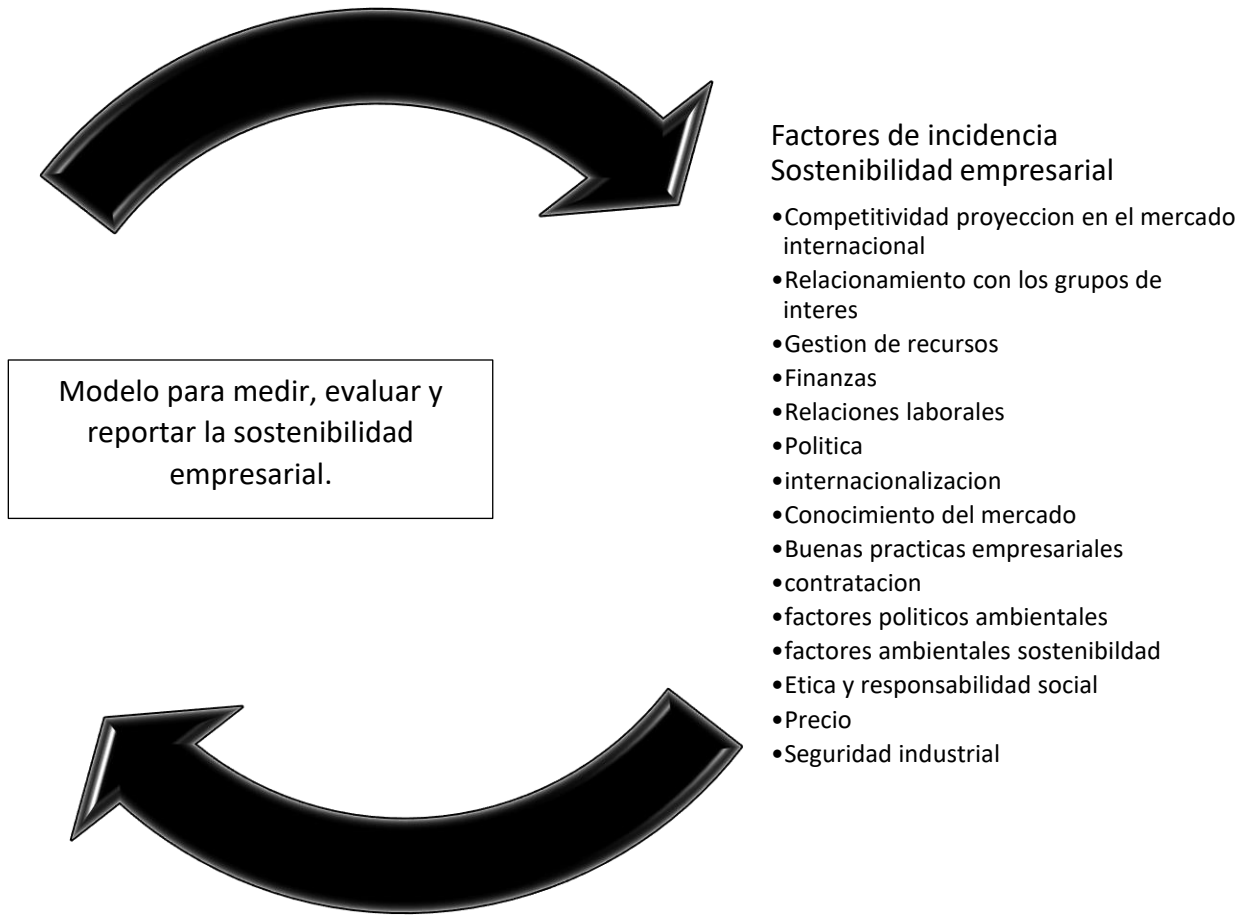 Factores de incidencia
Sostenibilidad empresarial
•Competitividad proyeccion en el mercado
internacional
•Relacionamiento con los grupos de
interes
•Gestion de recursos
•Finanzas
•Relaciones laborales
•Politica
•internacionalizacion
•Conocimiento del mercado
•Buenas practicas empresariales
•contratacion
•factores politicos ambientales
•factores ambientales sostenibildad
•Etica y responsabilidad social
•Precio
•Seguridad industrial
Modelo para medir, evaluar y
reportar la sostenibilidad
empresarial.